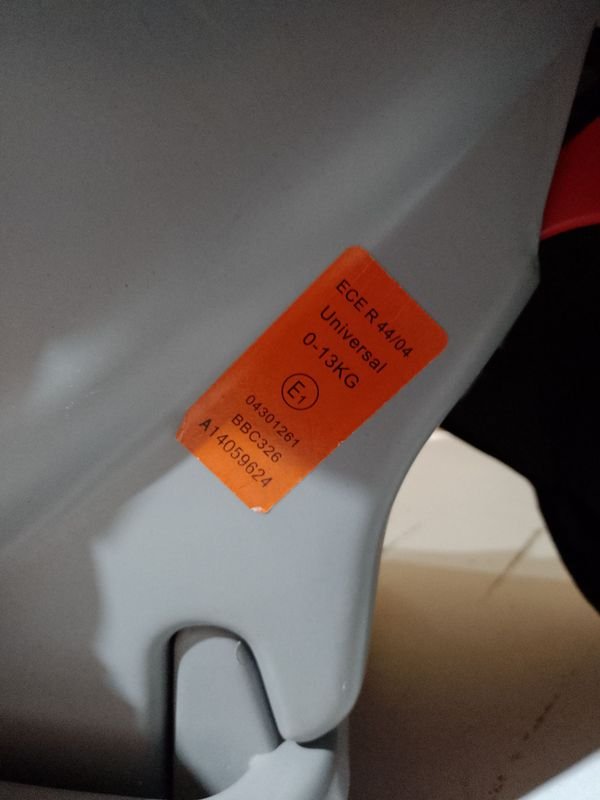 ECE R 44/04
Universal
0-13KG
E1
04301261
BBC326
A14059624